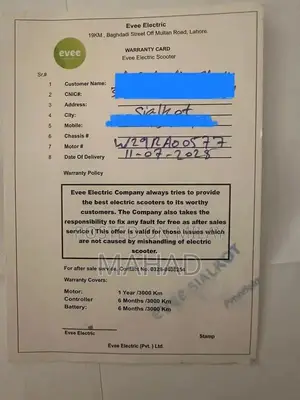 Evee Electric
19KM , Baghdadi Street Off Multan Road, Lahore.
evee
WARRANTY CARD
Evee Electric Scooter
Sr.#
1 Customer Name:
2 CNIC#:
3 Address:
4 City: Sialkot
5 Mobile:
6 Chassis #
7 Motor # W29RA00577
8 Date Of Delivery 11-07-2023
Warranty Policy
Evee Electric Company always tries to provide
the best electric scooters to its worthy
customers. The Company also takes the
responsibility to fix any fault for free as after sales
service ( This offer is valid for those issues which
are not caused by mishandling of electric
scooter.
MAHAD
For after sale service, Contact No.
Warranty Covers:
Motor: 1 Year /3000 Km
Controller 6 Months /3000 Km
Battery: 6 Months /3000 Km
EVEE SIALKOT
Evee Electric
Stamp
Evee Electric (Pvt.) Ltd.